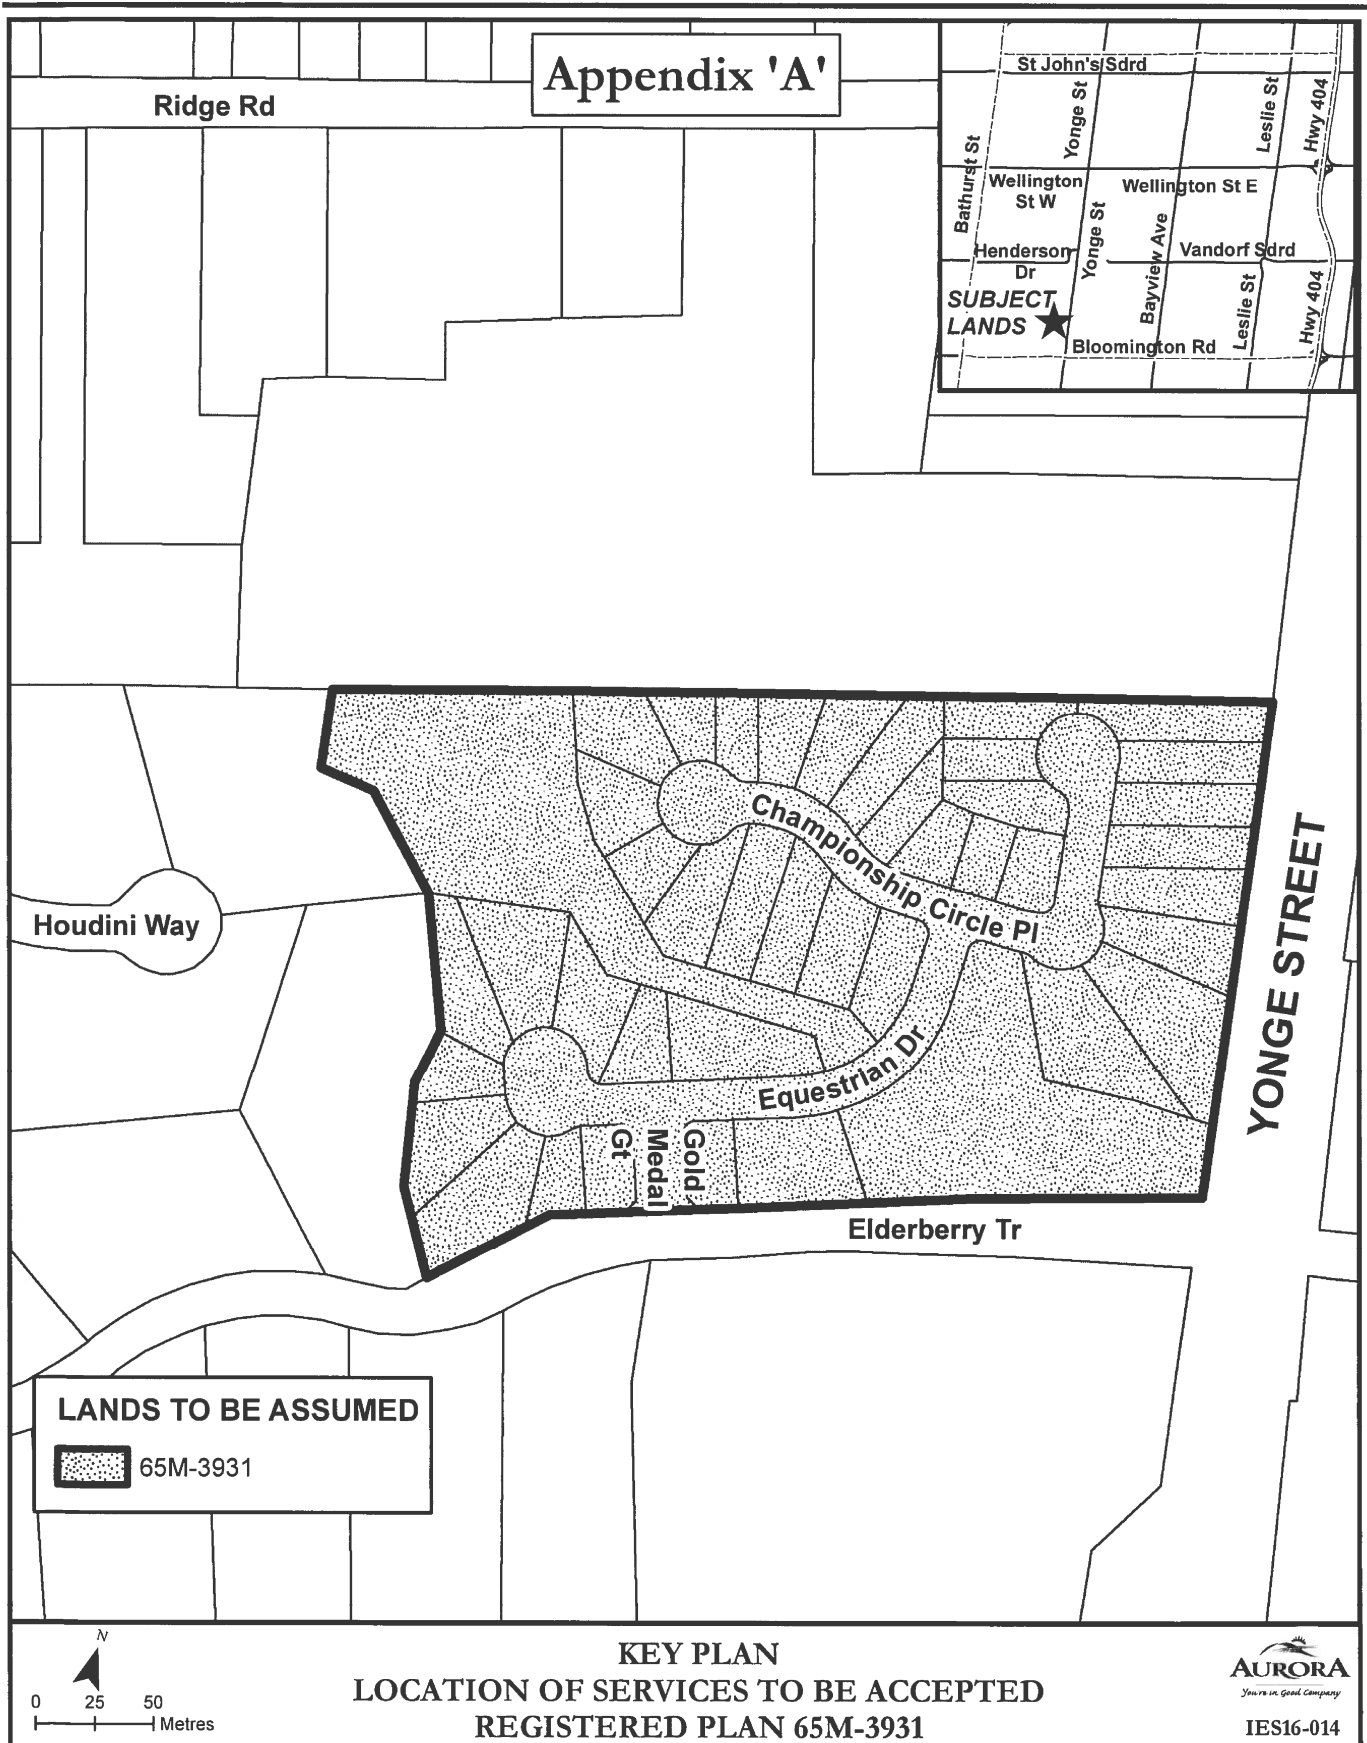 Appendix 'A'
Ridge Rd
St John's Sdrd
Yonge St
Leslie St
Hwy 404
Bathurst St
Wellington
St W
Wellington St E
Yonge St
Bayview Ave
Henderson
Dr
Vandorf Sdrd
SUBJECT
LANDS
Leslie St
Hwy 404
Bloomington Rd
Championship Circle Pl
Houdini Way
YONGE STREET
Equestrian Dr
Gold
Medal
Gt
Elderberry Tr
LANDS TO BE ASSUMED
65M-3931
N
0 25 50
Metres
KEY PLAN
LOCATION OF SERVICES TO BE ACCEPTED
REGISTERED PLAN 65M-3931
AURORA
You're in Good Company
IES16-014